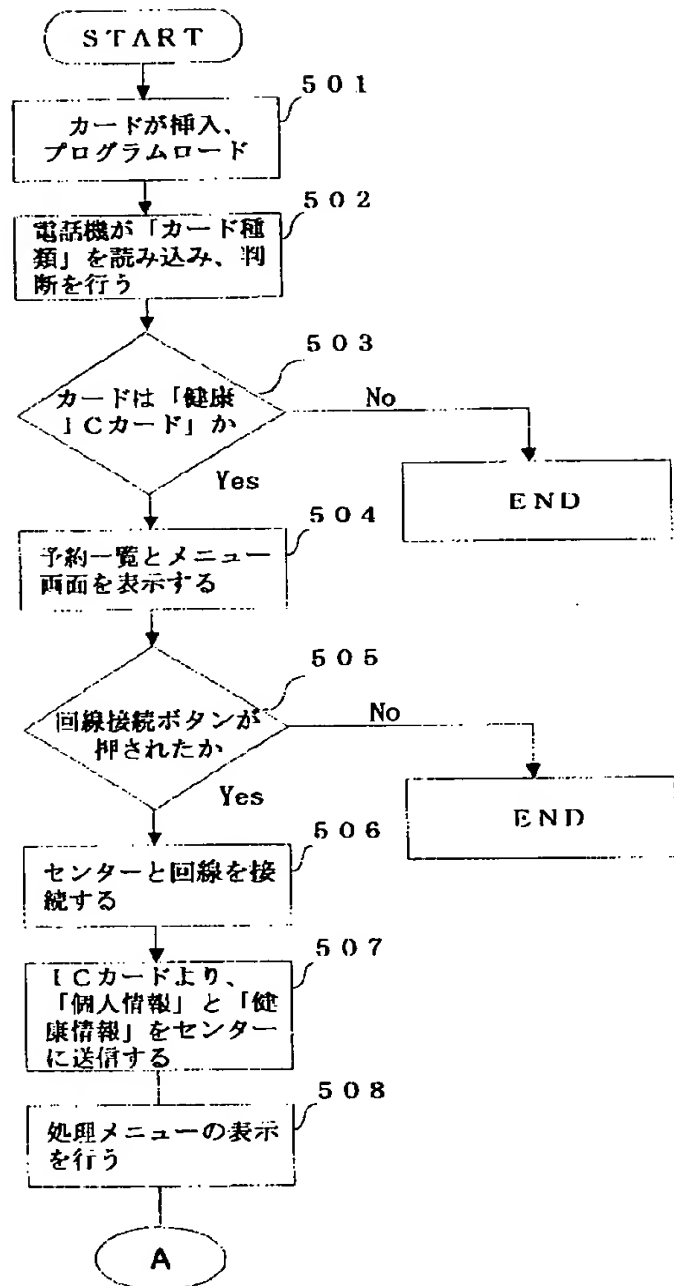 START
501
カードが挿入、
プログラムロード
502
電話機が「カード種
類」を読み込み、判
断を行う
503
カードは「健康
ICカード」か
No
Yes
END
504
予約一覧とメニュー
画面を表示する
505
回線接続ボタンが
押されたか
No
Yes
END
506
センターと回線を接
続する
507
ICカードより、
「個人情報」と「健
康情報」をセンター
に送信する
508
処理メニューの表示
を行う
A